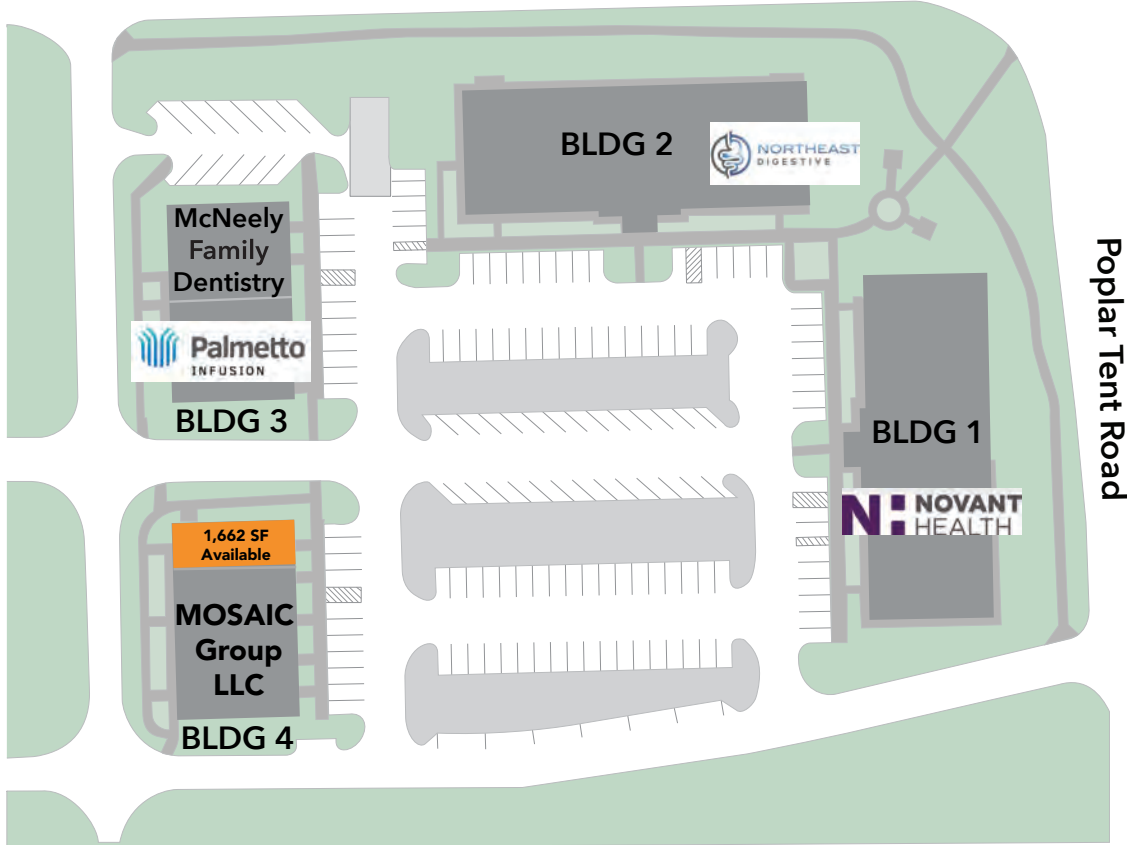 BLDG 2
NORTHEAST
DIGESTIVE
McNeely
Family
Dentistry
Palmetto
INFUSION
BLDG 3
Poplar Tent Road
BLDG 1
N:
NOVANT
HEALTH
1,662 SF
Available
MOSAIC
Group
LLC
BLDG 4